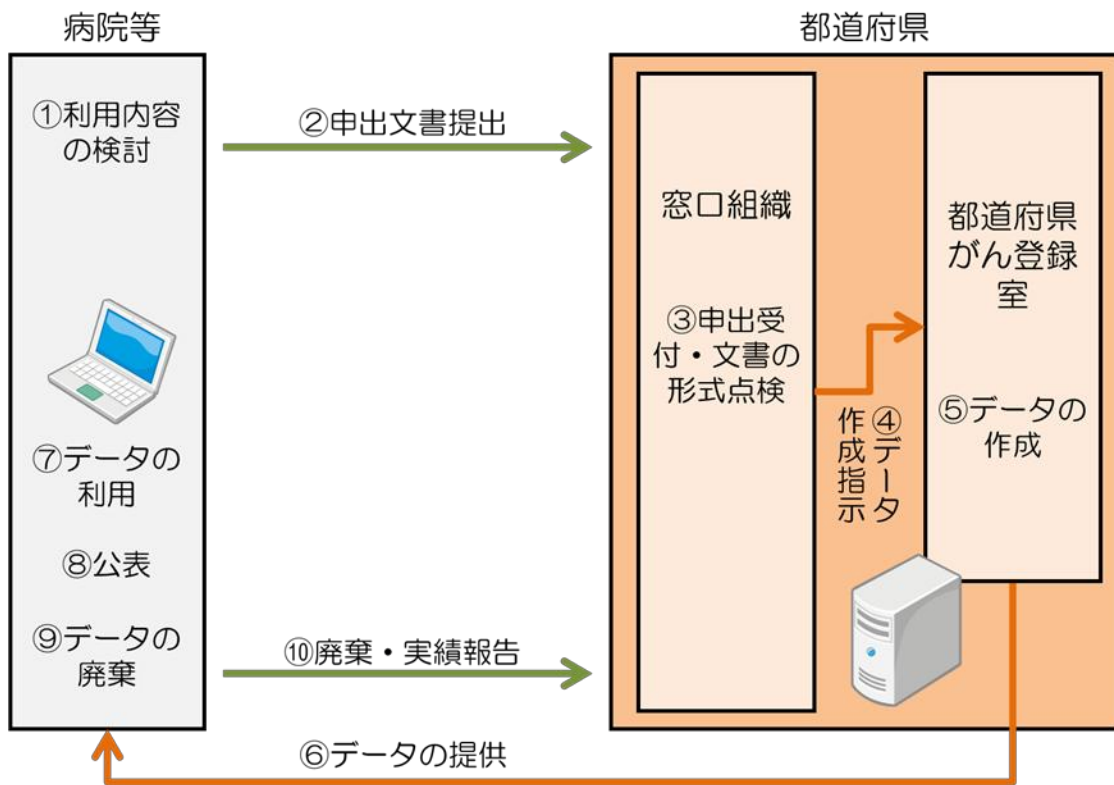 病院等
都道府県
①利用内容
の検討
②申出文書提出
窓口組織
③申出受
付・文書の
形式点検
④データ
作成指示
都道府県
がん登録
室
⑤データの
作成
⑦データの
利用
⑧公表
⑨データの
廃棄
⑩廃棄・実績報告
⑥データの提供